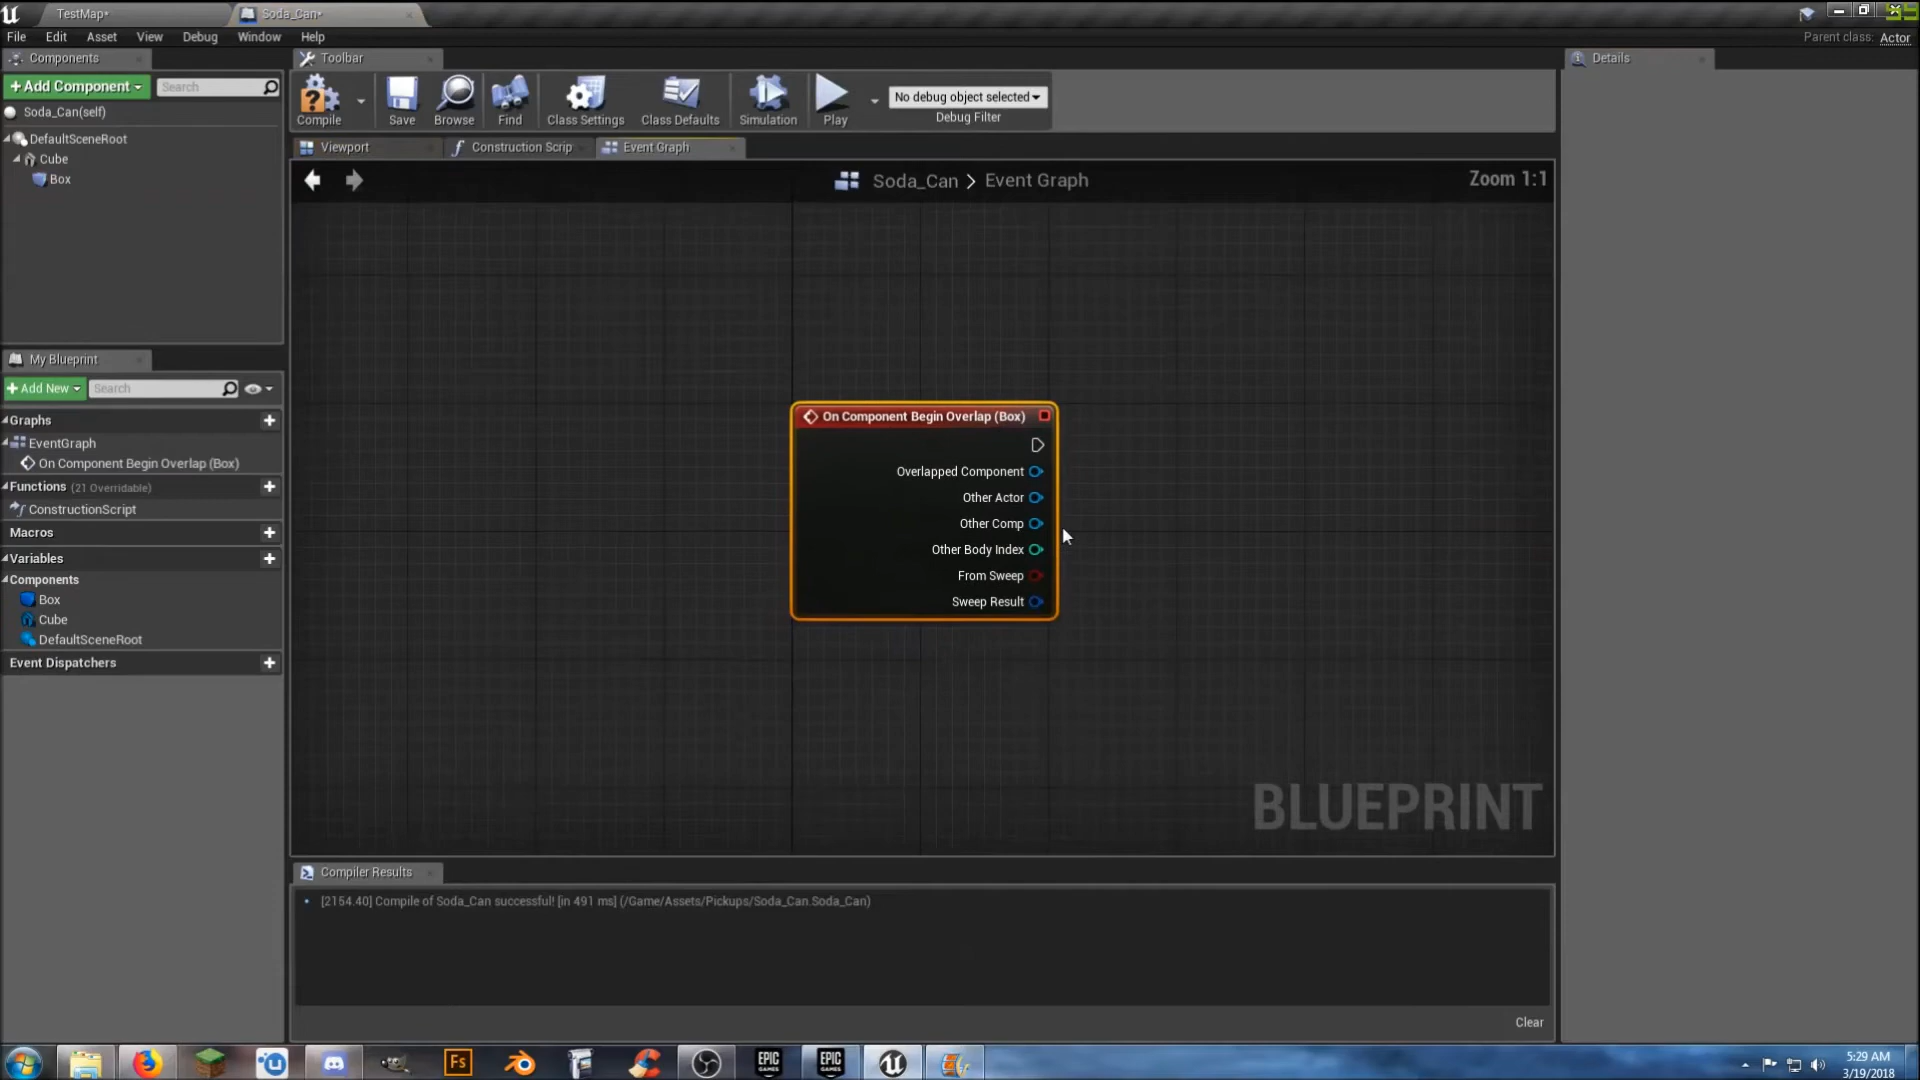 TestMap*
Soda_Can*
File Edit Asset View Debug Window Help
Parent class: Actor
Components
Toolbar
Details
+Add Component
Search
Compile
Save
Browse
Find
Class Settings
Class Defaults
Simulation
Play
No debug object selected
Debug Filter
Soda_Can(self)
DefaultSceneRoot
Cube
Box
Viewport
Construction Scrip
Event Graph
Soda_Can > Event Graph
Zoom 1:1
My Blueprint
+Add New
Search
Graphs
EventGraph
On Component Begin Overlap (Box)
Functions (21 Overridable)
ConstructionScript
Macros
Variables
Components
Box
Cube
DefaultSceneRoot
Event Dispatchers
On Component Begin Overlap (Box)
Overlapped Component
Other Actor
Other Comp
Other Body Index
From Sweep
Sweep Result
BLUEPRINT
Compiler Results
[2154.40] Compile of Soda_Can successful! [in 491 ms] (/Game/Assets/Pickups/Soda_Can.Soda_Can)
Clear
Fs
EPIC GAMES
EPIC GAMES
5:29 AM
3/19/2018